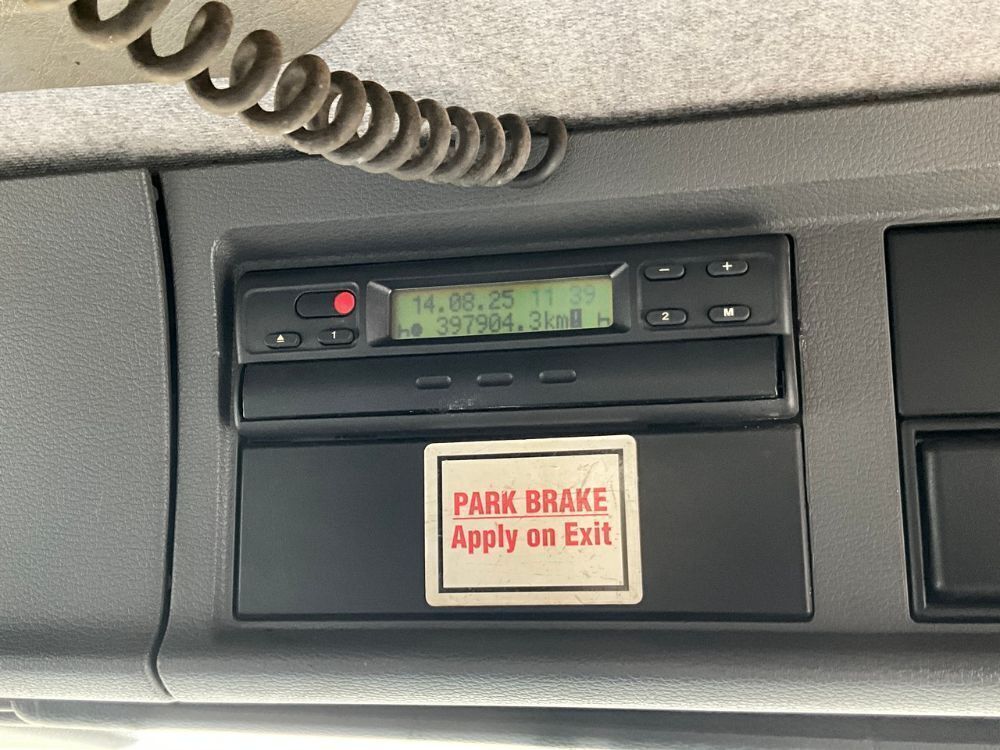 14.08.25 11 39
397904.3km
− +
1 2 M
PARK BRAKE
Apply on Exit